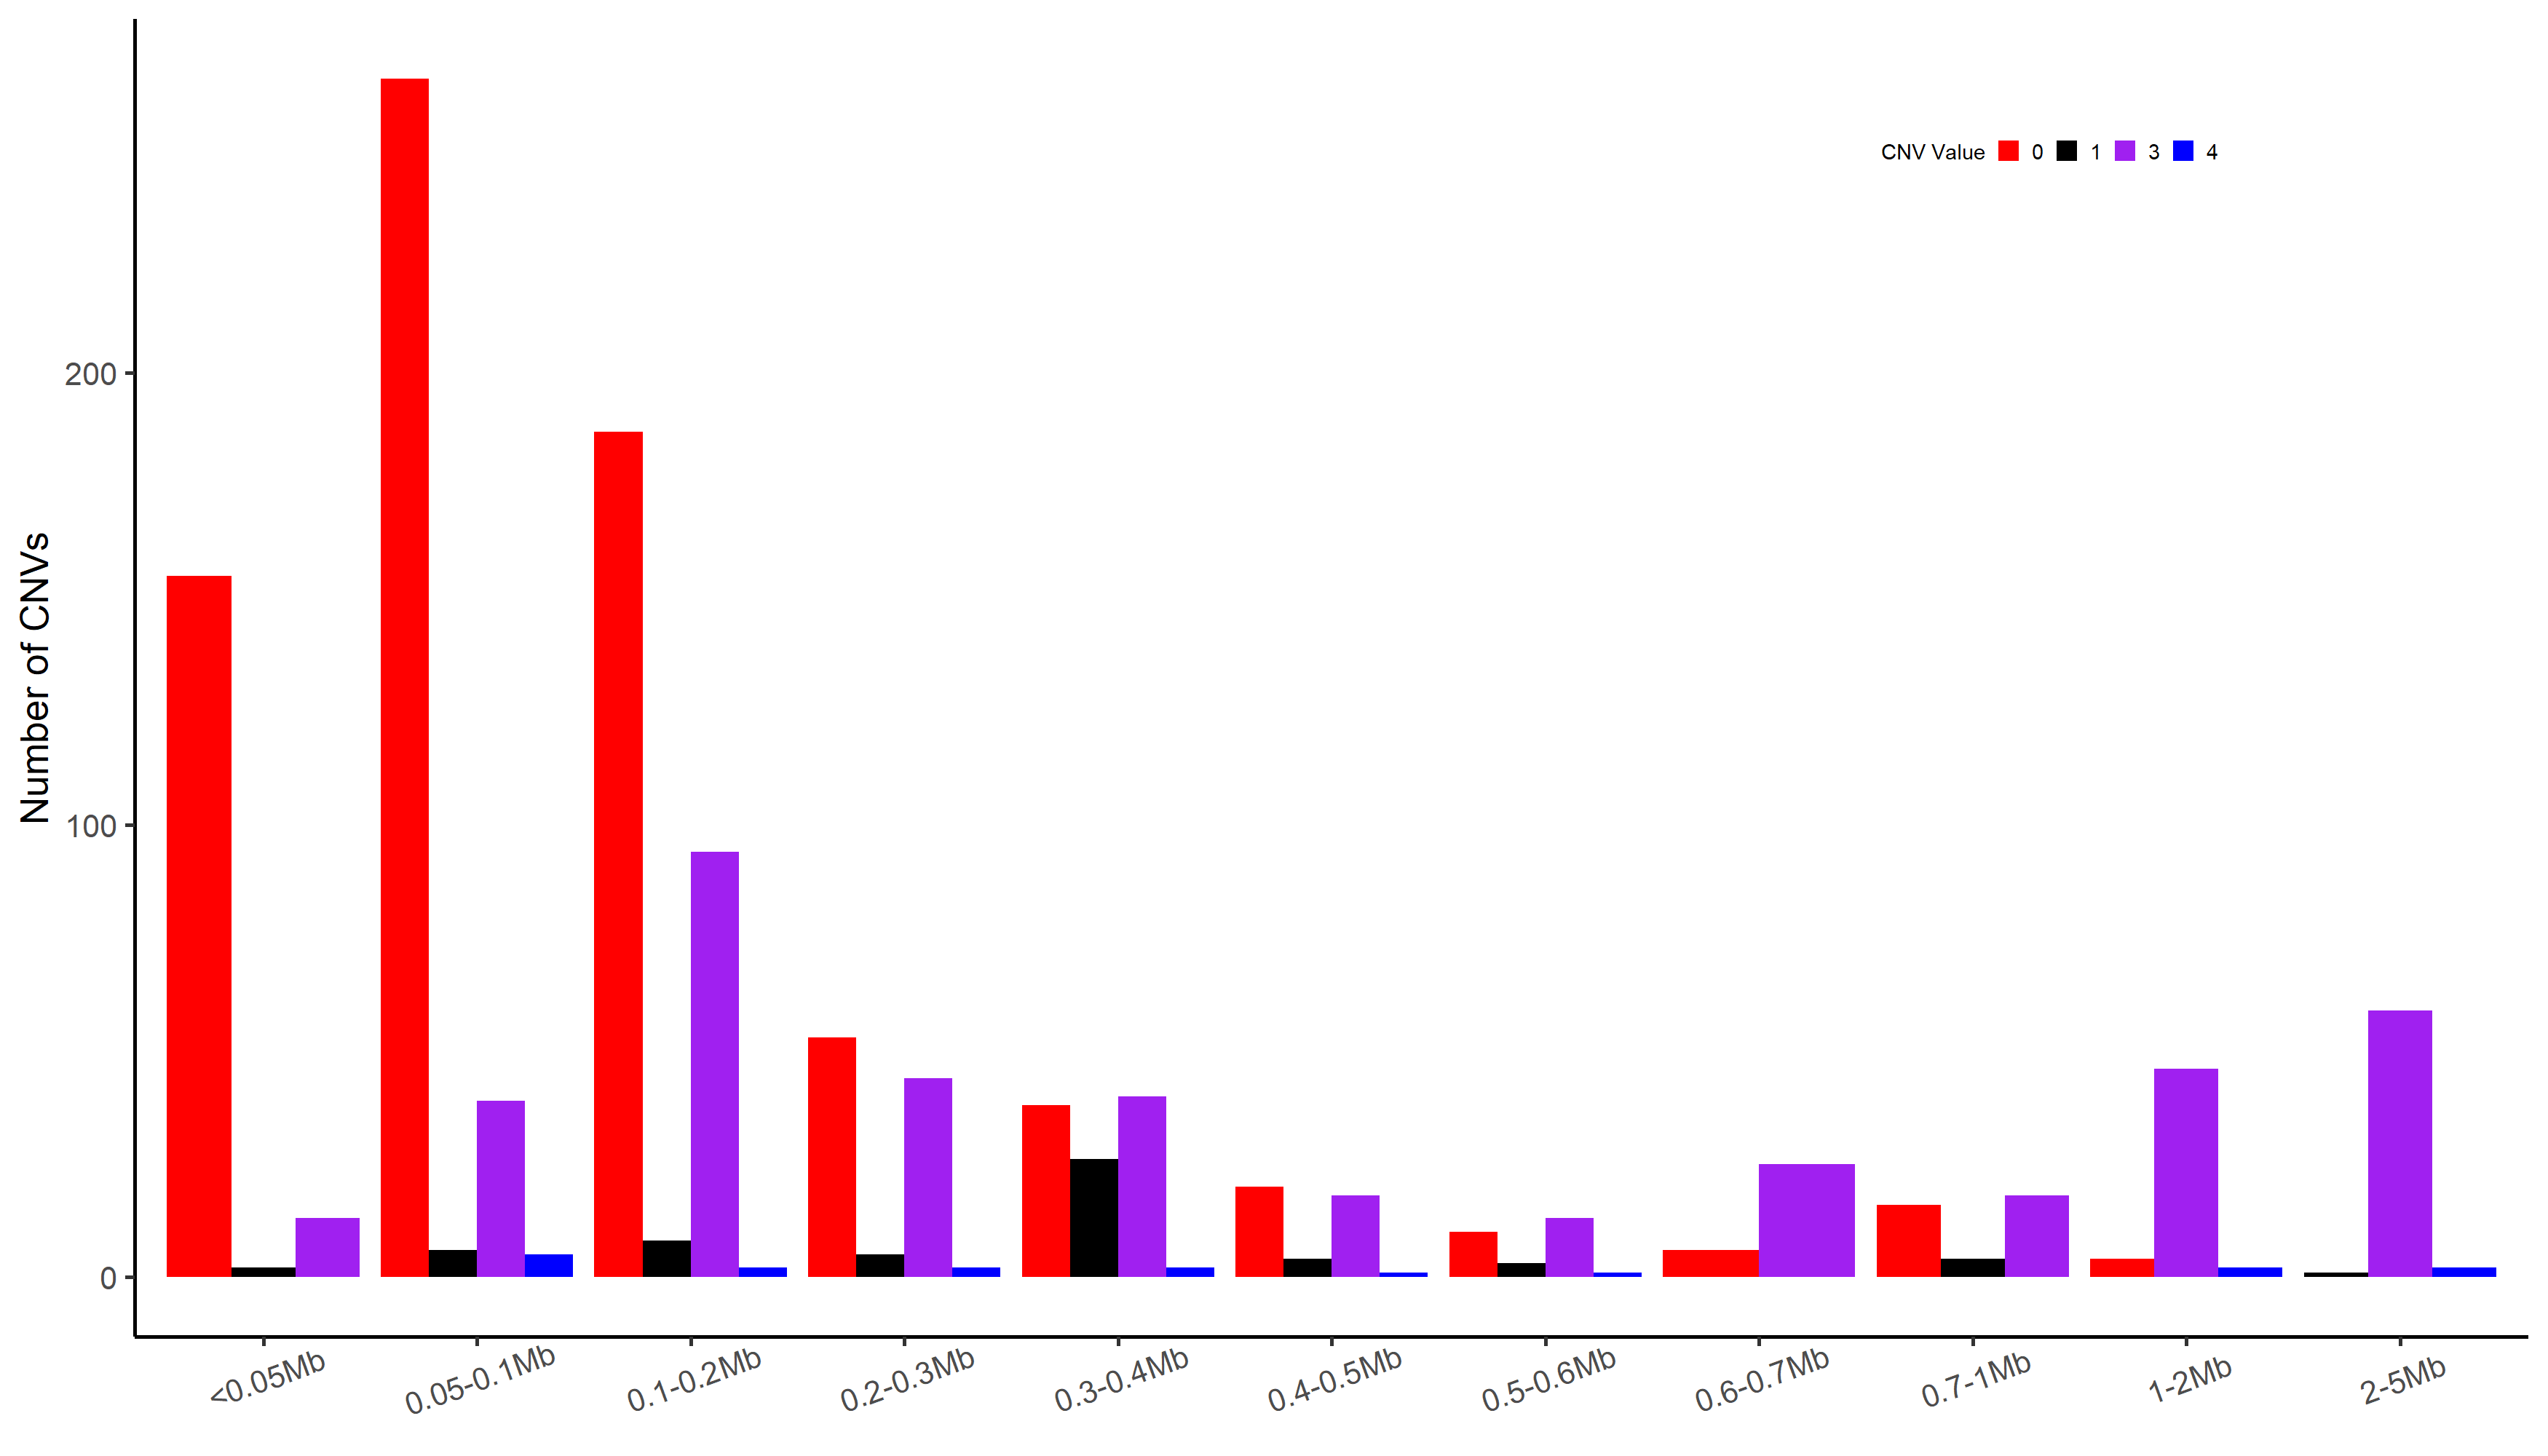 CNV Value 0 1 3 4
Number of CNVs
200
100
0
<0.05Mb
0.05-0.1Mb
0.1-0.2Mb
0.2-0.3Mb
0.3-0.4Mb
0.4-0.5Mb
0.5-0.6Mb
0.6-0.7Mb
0.7-1Mb
1-2Mb
2-5Mb